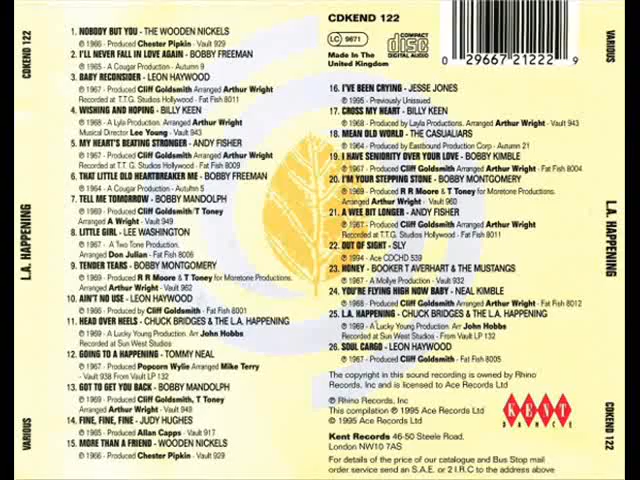 CDKEND 122
L.A. HAPPENING
VARIOUS
1. NOBODY BUT YOU - THE WOODEN NICKELS
℗ 1966 - Produced Chester Pipkin - Vault 929
2. I'LL NEVER FALL IN LOVE AGAIN - BOBBY FREEMAN
℗ 1965 - A Cougar Production - Autumn 9
3. BABY RECONSIDER - LEON HAYWOOD
℗ 1967 - Produced Cliff Goldsmith Arranged Arthur Wright
Recorded at T.T.G. Studios Hollywood - Fat Fish 8011
4. WISHING AND HOPING - BILLY KEEN
℗ 1968 - A Lyla Production. Arranged Arthur Wright
Musical Director Lee Young - Vault 943
5. MY HEART'S BEATING STRONGER - ANDY FISHER
℗ 1967 - Produced Cliff Goldsmith Arranged Arthur Wright
Recorded at T.T.G. Studios Hollywood - Fat Fish 8009
6. THAT LITTLE OLD HEARTBREAKER ME - BOBBY FREEMAN
℗ 1964 - A Cougar Production - Autumn 5
7. TELL ME TOMORROW - BOBBY MANDOLPH
℗ 1969 - Produced Cliff Goldsmith/ T Toney
Arranged A Wright - Vault 949
8. LITTLE GIRL - LEE WASHINGTON
℗ 1967 - A Two Tone Production.
Arranged Don Julian - Fat Fish 8006
9. TENDER TEARS - BOBBY MONTGOMERY
℗ 1969 - Produced R R Moore & T Toney for Moretone Productions.
Arranged Arthur Wright - Vault 962
10. AIN'T NO USE - LEON HAYWOOD
℗ 1966 - Produced by Cliff Goldsmith - Fat Fish 8001
11. HEAD OVER HEELS - CHUCK BRIDGES & THE L.A. HAPPENING
℗ 1969 - A Lucky Young Production. Arr John Hobbs
Recorded at Sun West Studios
12. GOING TO A HAPPENING - TOMMY NEAL
℗ 1967 - Produced Popcorn Wylie Arranged Mike Terry
- Vault 938 From Vault LP 132
13. GOT TO GET YOU BACK - BOBBY MANDOLPH
℗ 1969 - Produced Cliff Goldsmith, T Toney
Arranged Arthur Wright - Vault 949
14. FINE, FINE, FINE - JUDY HUGHES
℗ 1965 - Produced Allan Capps - Vault 917
15. MORE THAN A FRIEND - WOODEN NICKELS
℗ 1966 - Produced Chester Pipkin - Vault 929
CDKEND 122
LC 9671
Made In The
United Kingdom
COMPACT
disc
DIGITAL AUDIO
0 29667 21222 9
16. I'VE BEEN CRYING - JESSE JONES
℗ 1995 - Previously Unissued
17. CROSS MY HEART - BILLY KEEN
℗ 1968 - Produced by Layla Productions. Arranged Arthur Wright - Vault 943
18. MEAN OLD WORLD - THE CASUALIARS
℗ 1964 - Produced by Eastbound Production Corp - Autumn 21
19. I HAVE SENIORITY OVER YOUR LOVE - BOBBY KIMBLE
℗ 1967 - Produced Cliff Goldsmith Arranged Arthur Wright - Fat Fish 8004
20. I'M YOUR STEPPING STONE - BOBBY MONTGOMERY
℗ 1969 - Produced R R Moore & T Toney for Moretone Productions.
Arranged Arthur Wright - Vault 960
21. A WEE BIT LONGER - ANDY FISHER
℗ 1967 - Produced Cliff Goldsmith Arranged Arthur Wright
Recorded at T.T.G. Studios Hollywood - Fat Fish 8011
22. OUT OF SIGHT - SLY
℗ 1994 - Ace CDCHD 539
23. HONEY - BOOKER T AVERHART & THE MUSTANGS
℗ 1967 - A Mollye Production - Vault 932
24. YOU'RE FLYING HIGH NOW BABY - NEAL KIMBLE
℗ 1968 - Produced Cliff Goldsmith Arranged Arthur Wright - Fat Fish 8012
25. L.A. HAPPENING - CHUCK BRIDGES & THE L.A. HAPPENING
℗ 1969 - A Lucky Young Production. Arr John Hobbs
Recorded at Sun West Studios - From Vault LP 132
26. SOUL CARGO - LEON HAYWOOD
℗ 1967 - Produced Cliff Goldsmith - Fat Fish 8005
The copyright in this sound recording is owned by Rhino
Records, Inc and is licensed to Ace Records Ltd
℗ Rhino Records, Inc
This compilation ℗ 1995 Ace Records Ltd
© 1995 Ace Records Ltd
Kent Records 46-50 Steele Road,
London NW10 7AS
For details of the price of our catalogue and Bus Stop mail
order service send an S.A.E. or 2 I.R.C to the address above
KENT
DANCE
VARIOUS
L.A. HAPPENING
CDKEND 122